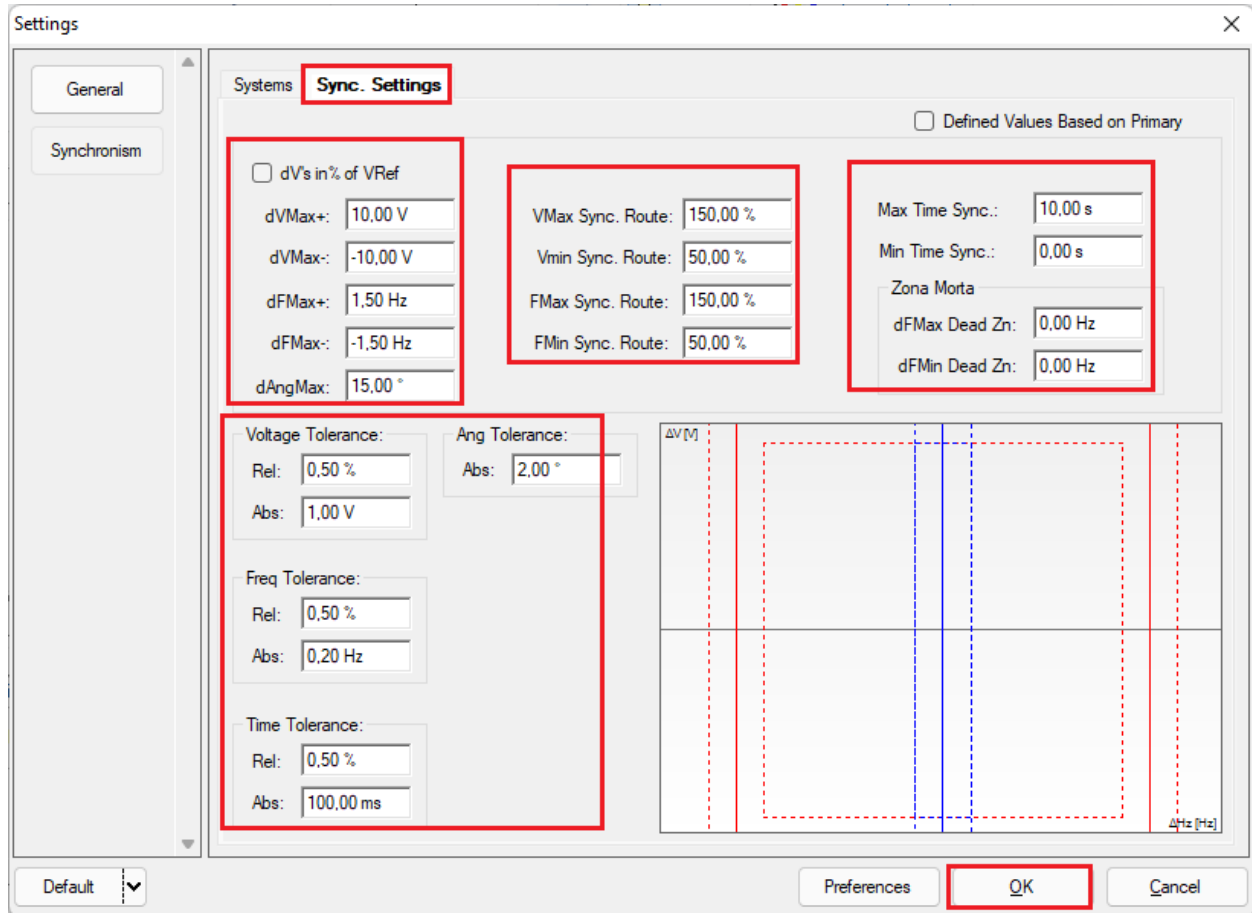 Settings
General
Synchronism
Systems
Sync. Settings
Defined Values Based on Primary
dV's in% of VRef
dVMax+: 10,00 V
dVMax-: -10,00 V
dFMax+: 1,50 Hz
dFMax-: -1,50 Hz
dAngMax: 15,00 °
VMax Sync. Route: 150,00 %
Vmin Sync. Route: 50,00 %
FMax Sync. Route: 150,00 %
FMin Sync. Route: 50,00 %
Max Time Sync.: 10,00 s
Min Time Sync.: 0,00 s
Zona Morta
dFMax Dead Zn: 0,00 Hz
dFMin Dead Zn: 0,00 Hz
Voltage Tolerance:
Rel: 0,50 %
Abs: 1,00 V
Ang Tolerance:
Abs: 2,00 °
Freq Tolerance:
Rel: 0,50 %
Abs: 0,20 Hz
Time Tolerance:
Rel: 0,50 %
Abs: 100,00 ms
ΔV [V]
ΔHz [Hz]
Default
Preferences
OK
Cancel